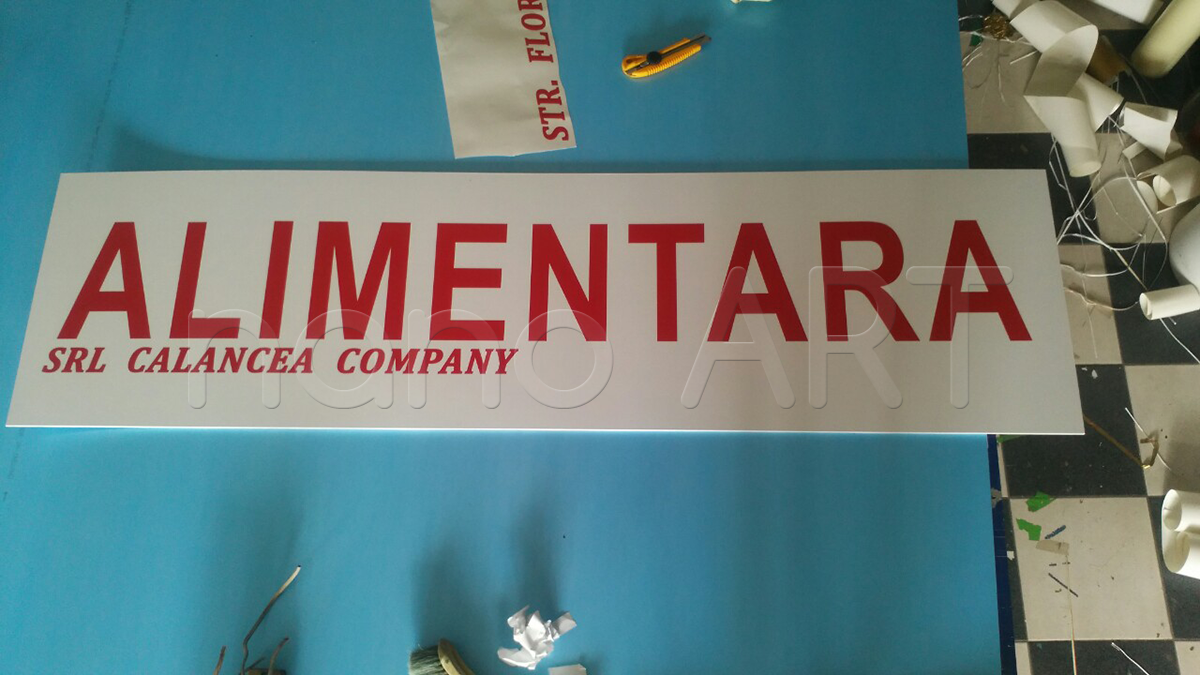 STR. FLOR
ALIMENTARA
SRL CALANCEA COMPANY
nano ART